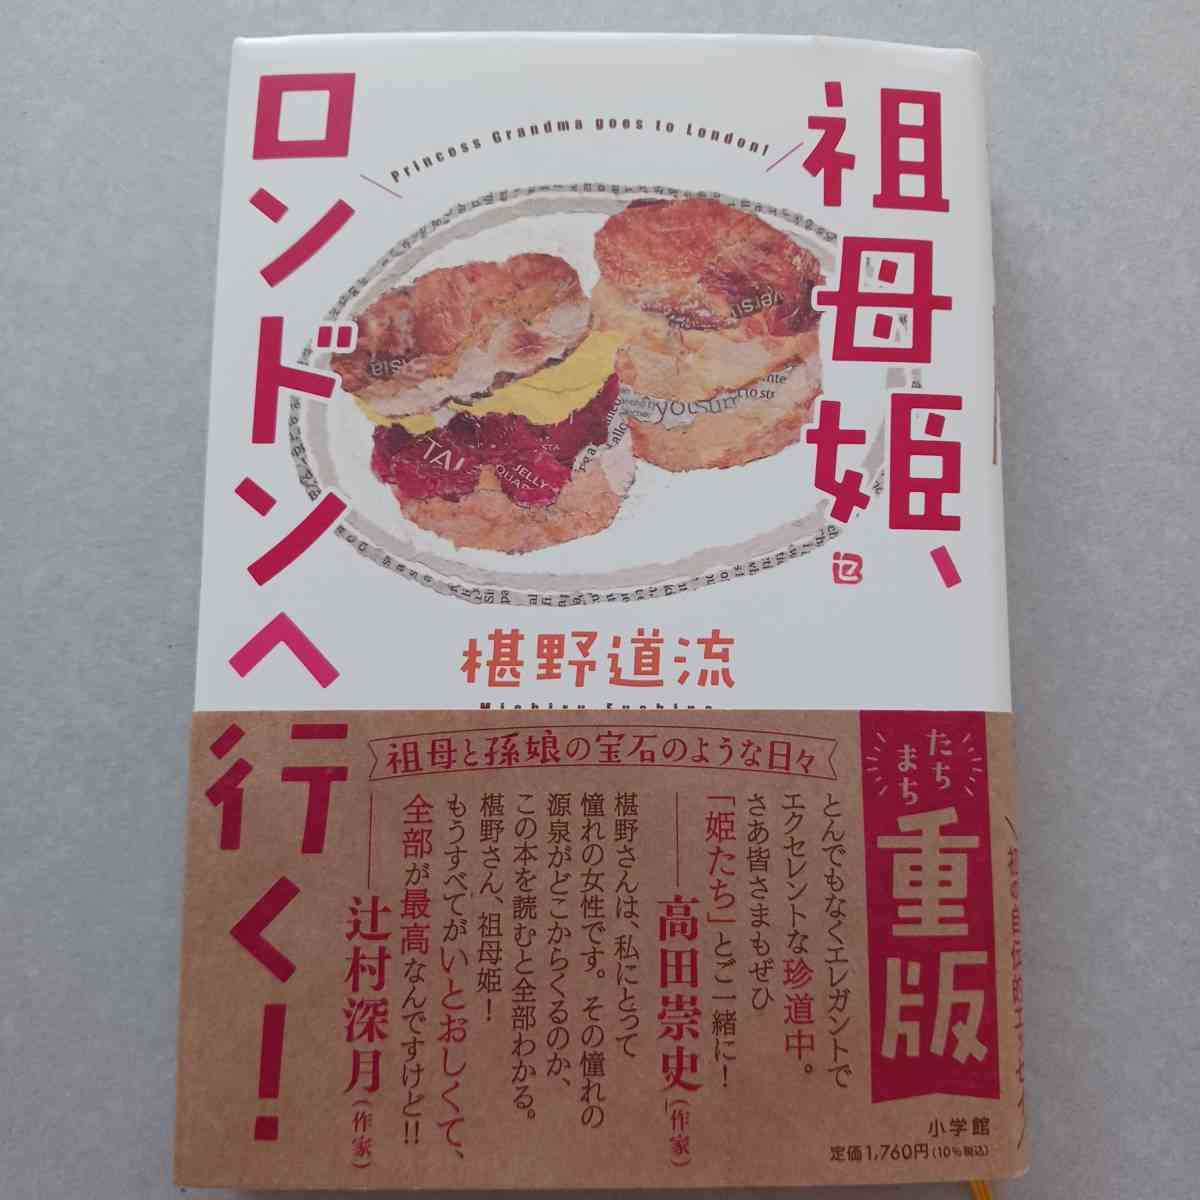 祖母姫、
ロンドンへ行く!
Princess Grandma goes to London!
TAI
JELLY
QUAR
椹野道流
Michiru Fushino
祖母と孫娘の宝石のような日々
たちまち
重版
とんでもなくエレガントで
エクセレントな珍道中。
さあ皆さまもぜひ
「姫たち」とご一緒に!
高田崇史(作家)
椹野さんは、私にとって
憧れの女性です。その憧れの
源泉がどこからくるのか、
この本を読むと全部わかる。
椹野さん、祖母姫!
もうすべてがいとおしくて、
全部が最高なんですけど!!
辻村深月(作家)
小学館
定価1,760円(10%税込)